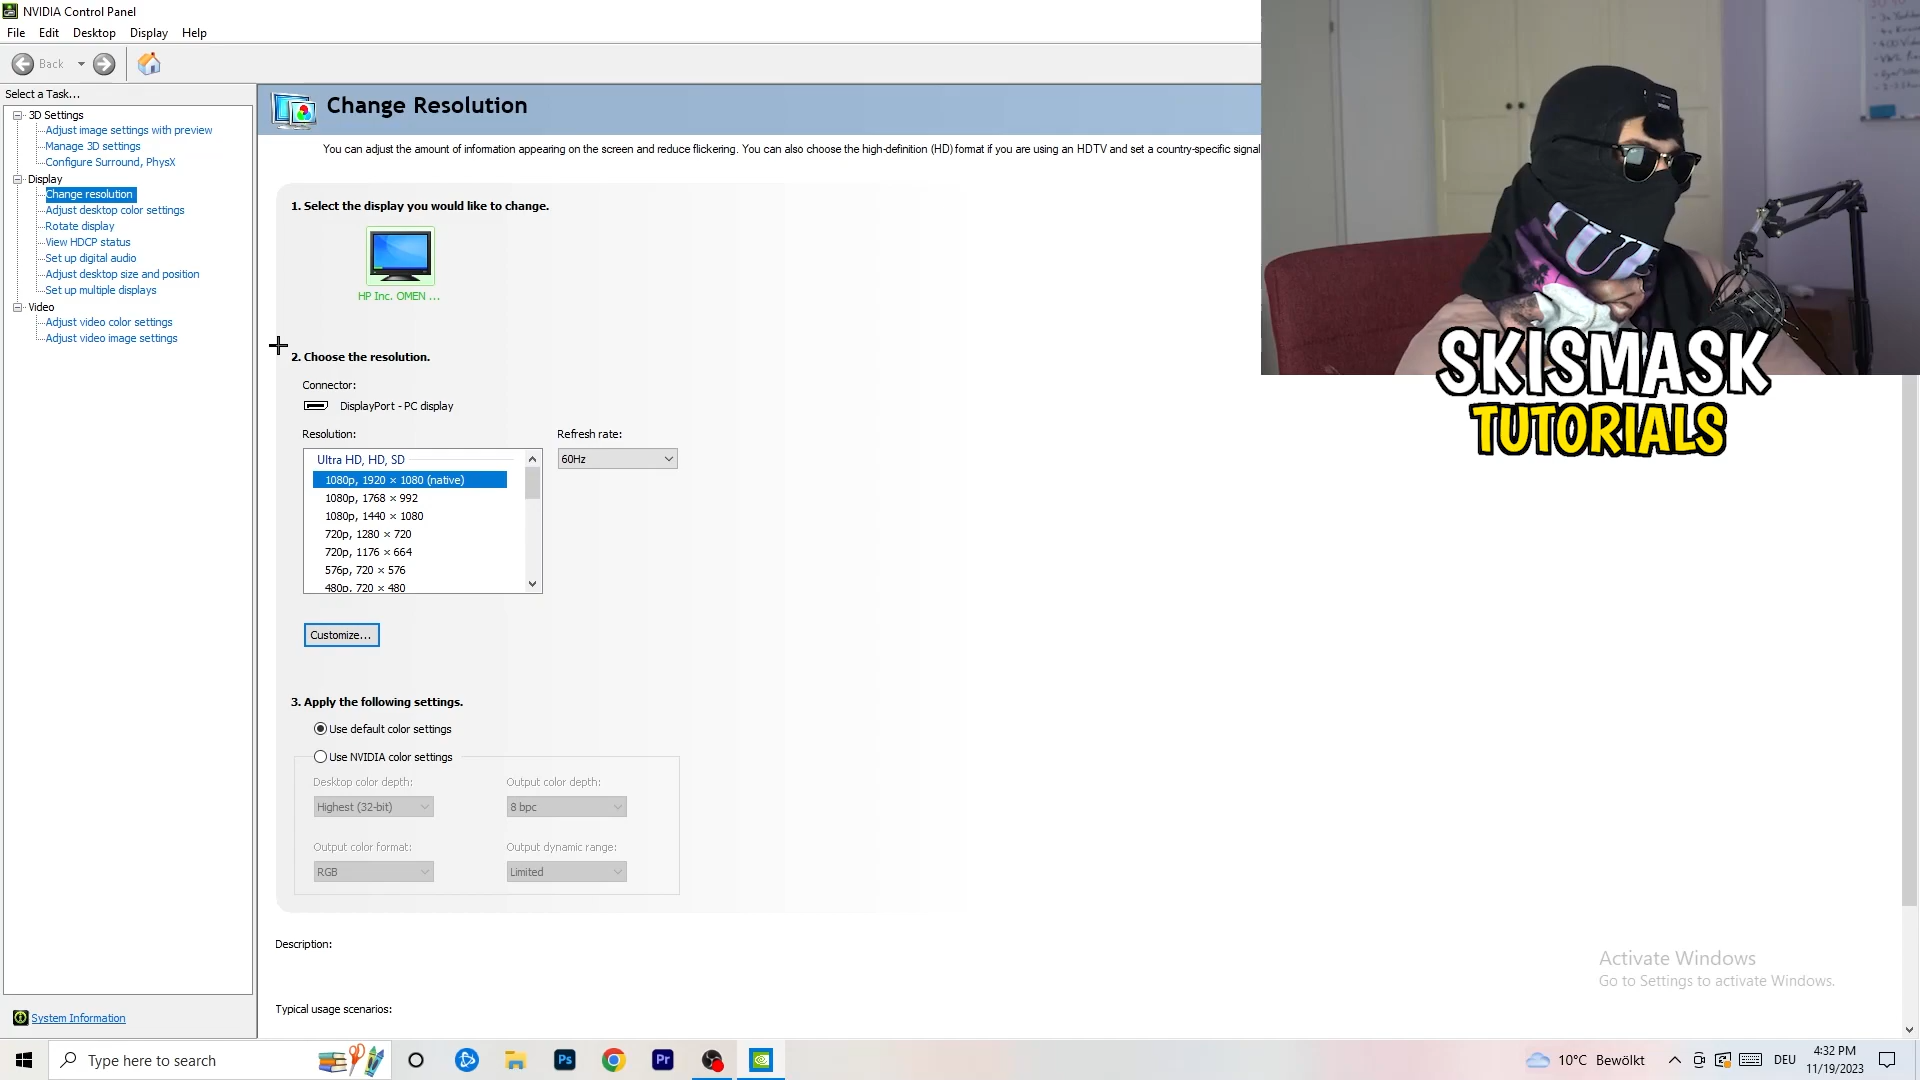 NVIDIA Control Panel
File Edit Desktop Display Help
Back
Select a Task...
3D Settings
Adjust image settings with preview
Manage 3D settings
Configure Surround, PhysX
Display
Change resolution
Adjust desktop color settings
Rotate display
View HDCP status
Set up digital audio
Adjust desktop size and position
Set up multiple displays
Video
Adjust video color settings
Adjust video image settings
System Information
Change Resolution
You can adjust the amount of information appearing on the screen and reduce flickering. You can also choose the high-definition (HD) format if you are using an HDTV and set a country-specific signal
1. Select the display you would like to change.
HP Inc. OMEN ...
2. Choose the resolution.
Connector:
DisplayPort - PC display
Resolution:
Refresh rate:
Ultra HD, HD, SD
60Hz
1080p, 1920 × 1080 (native)
1080p, 1768 × 992
1080p, 1440 × 1080
720p, 1280 × 720
720p, 1176 × 664
576p, 720 × 576
480p, 720 × 480
Customize...
3. Apply the following settings.
Use default color settings
Use NVIDIA color settings
Desktop color depth:
Output color depth:
Highest (32-bit)
8 bpc
Output color format:
Output dynamic range:
RGB
Limited
Description:
Typical usage scenarios:
SKISMASK
TUTORIALS
Activate Windows
Go to Settings to activate Windows.
Type here to search
Ps
Pr
10°C Bewölkt
DEU
4:32 PM
11/19/2023